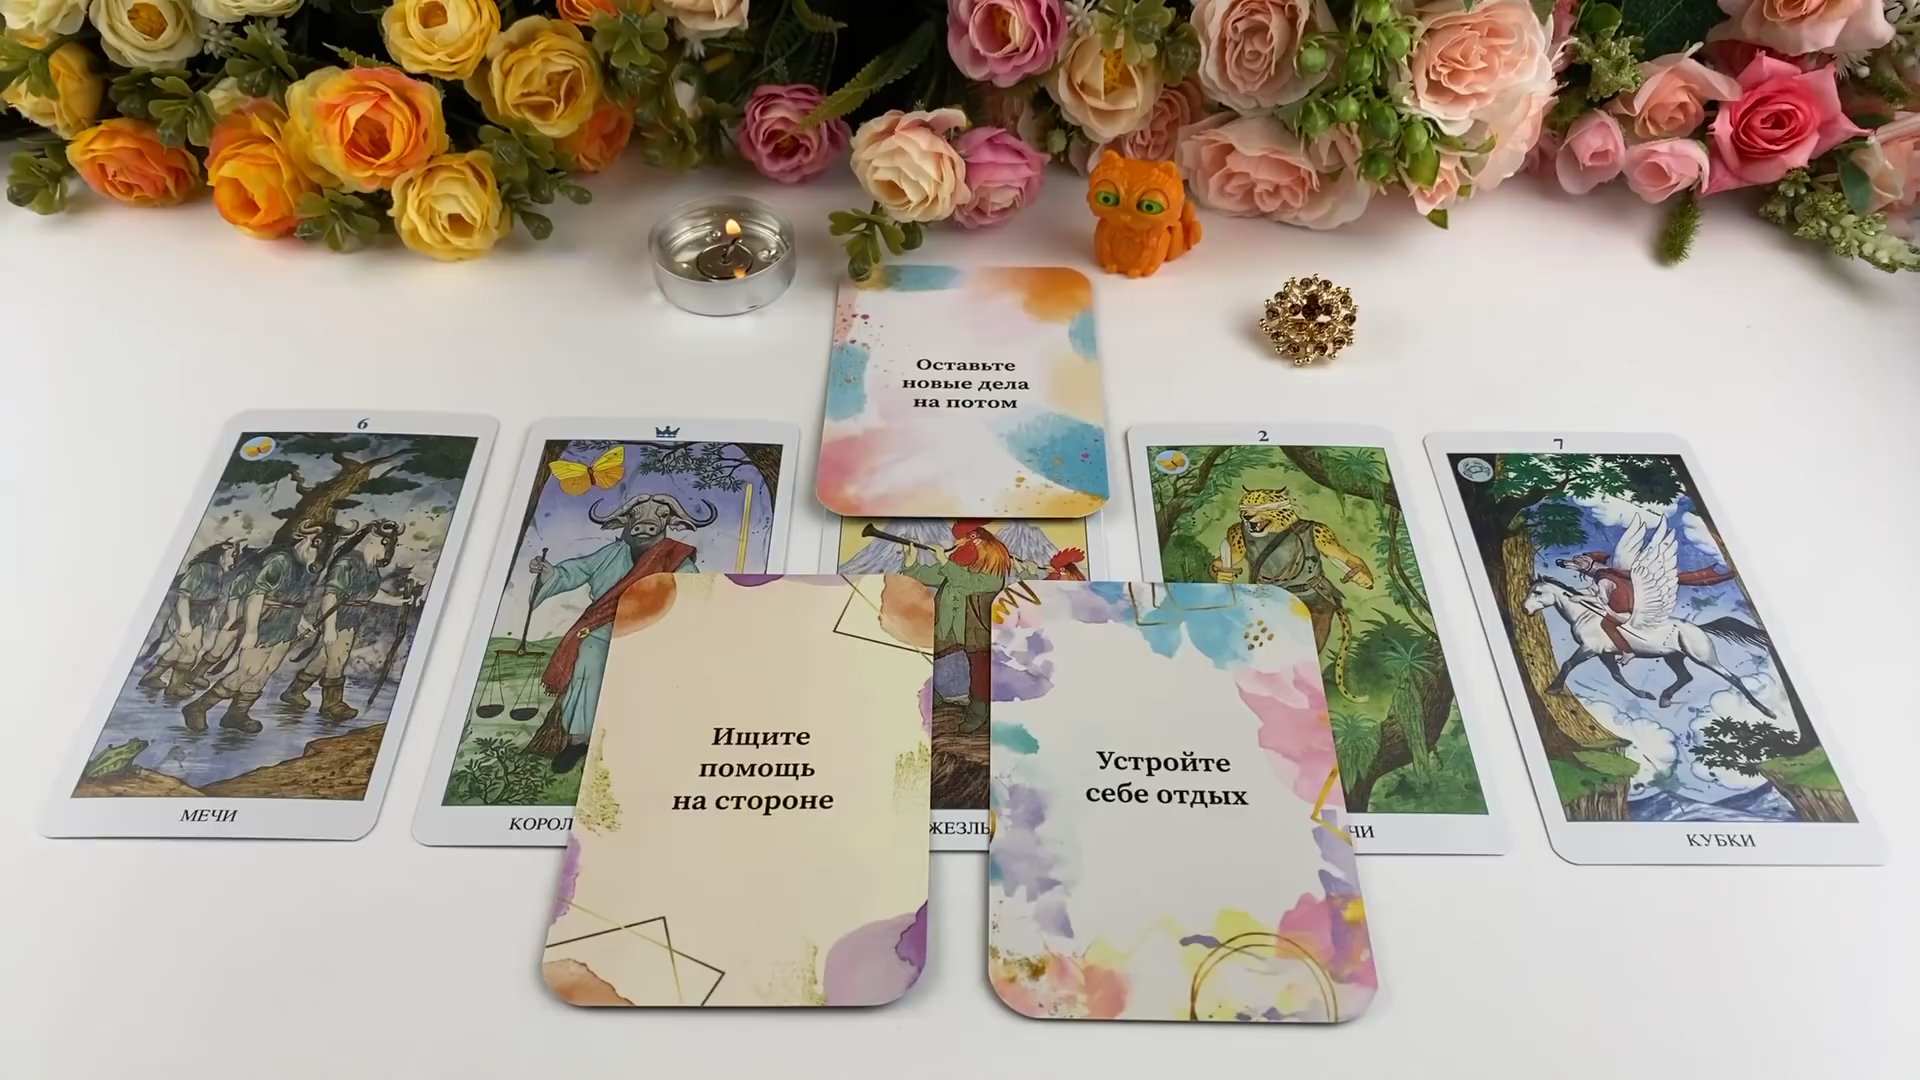 Оставьте
новые дела
на потом
6
2
7
Ищите
помощь
на стороне
Устройте
себе отдых
МЕЧИ
КОРОЛ
ЖЕЗЛЫ
ЧИ
КУБКИ